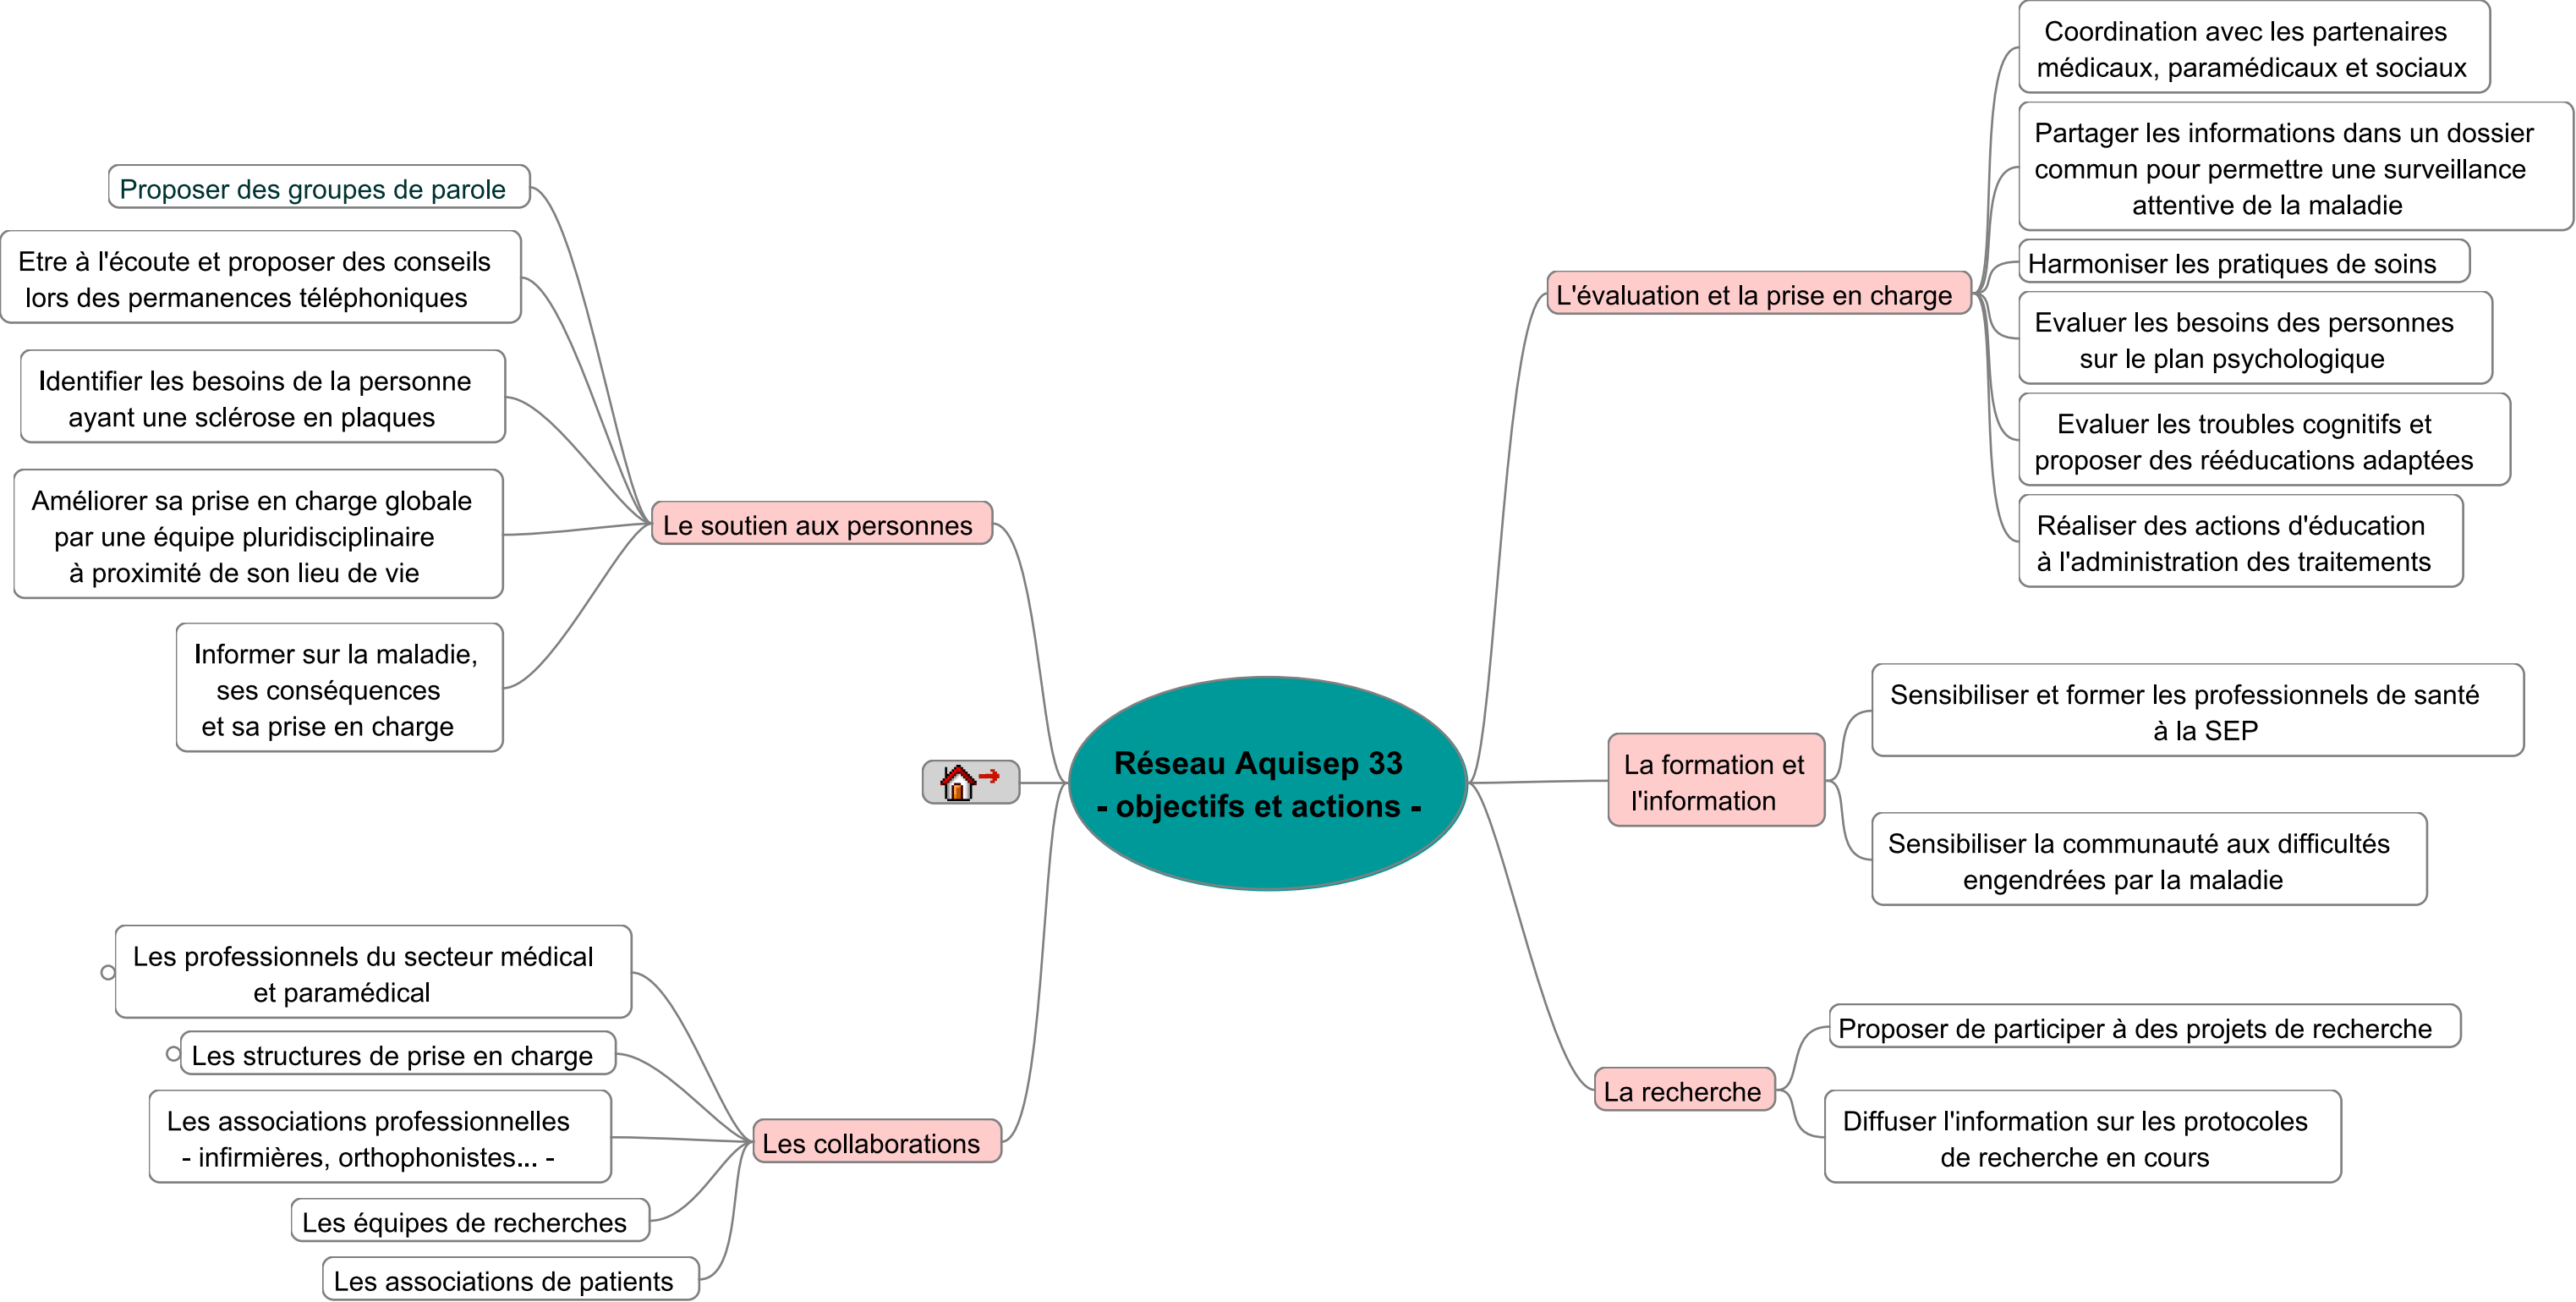 Réseau Aquisep 33
- objectifs et actions -
Le soutien aux personnes
Proposer des groupes de parole
Etre à l'écoute et proposer des conseils
lors des permanences téléphoniques
Identifier les besoins de la personne
ayant une sclérose en plaques
Améliorer sa prise en charge globale
par une équipe pluridisciplinaire
à proximité de son lieu de vie
Informer sur la maladie,
ses conséquences
et sa prise en charge
Les collaborations
Les professionnels du secteur médical
et paramédical
Les structures de prise en charge
Les associations professionnelles
- infirmières, orthophonistes... -
Les équipes de recherches
Les associations de patients
L'évaluation et la prise en charge
Coordination avec les partenaires
médicaux, paramédicaux et sociaux
Partager les informations dans un dossier
commun pour permettre une surveillance
attentive de la maladie
Harmoniser les pratiques de soins
Evaluer les besoins des personnes
sur le plan psychologique
Evaluer les troubles cognitifs et
proposer des rééducations adaptées
Réaliser des actions d'éducation
à l'administration des traitements
La formation et
l'information
Sensibiliser et former les professionnels de santé
à la SEP
Sensibiliser la communauté aux difficultés
engendrées par la maladie
La recherche
Proposer de participer à des projets de recherche
Diffuser l'information sur les protocoles
de recherche en cours